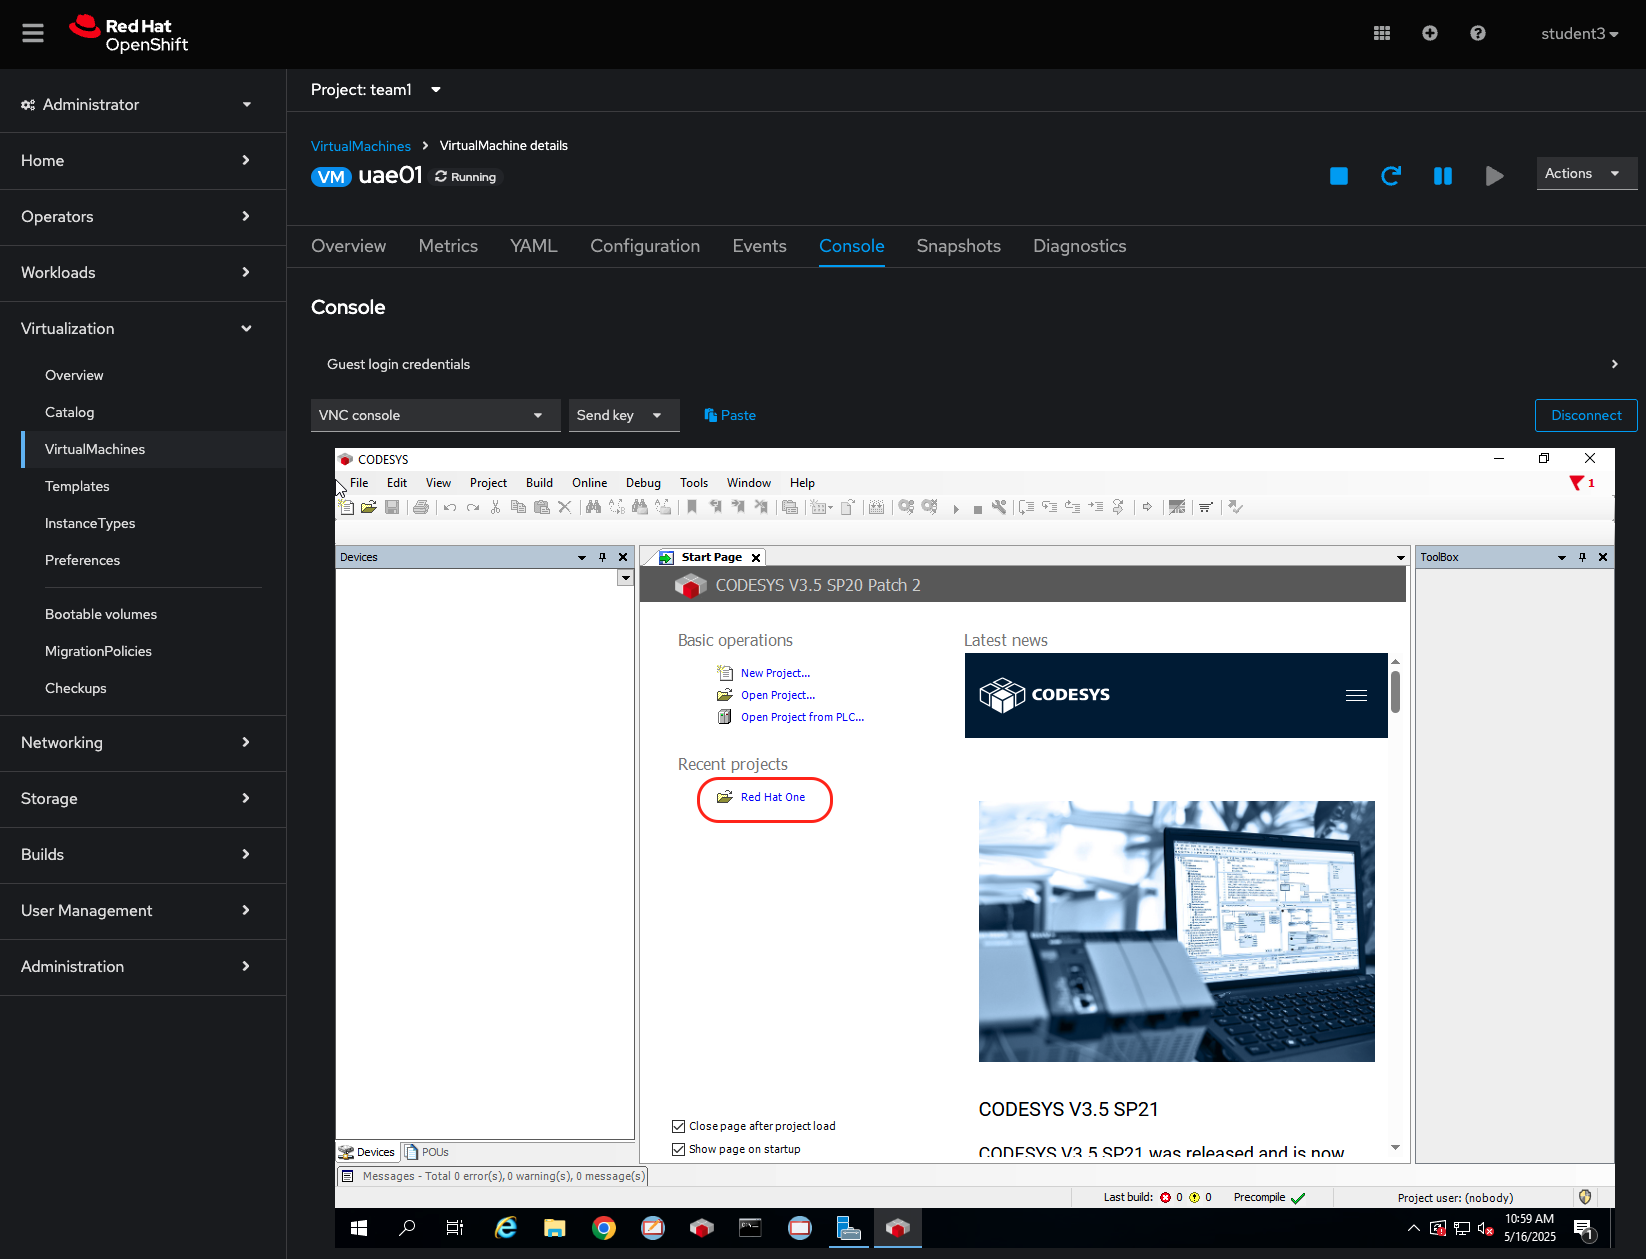 Red Hat
OpenShift
student3
Administrator
Home
Operators
Workloads
Virtualization
Overview
Catalog
VirtualMachines
Templates
InstanceTypes
Preferences
Bootable volumes
MigrationPolicies
Checkups
Networking
Storage
Builds
User Management
Administration
Project: team1
VirtualMachines > VirtualMachine details
VM uae01 Running
Actions
Overview Metrics YAML Configuration Events Console Snapshots Diagnostics
Console
Guest login credentials
VNC console Send key Paste Disconnect
CODESYS
File Edit View Project Build Online Debug Tools Window Help
1
Devices
Start Page
ToolBox
CODESYS V3.5 SP20 Patch 2
Basic operations
New Project...
Open Project...
Open Project from PLC...
Recent projects
Red Hat One
Latest news
CODESYS
CODESYS V3.5 SP21
CODESYS V3.5 SP21 was released and is now
Close page after project load
Show page on startup
Devices POUs
Messages - Total 0 error(s), 0 warning(s), 0 message(s)
Last build: 0 0 Precompile Project user: (nobody)
10:59 AM
5/16/2025
1